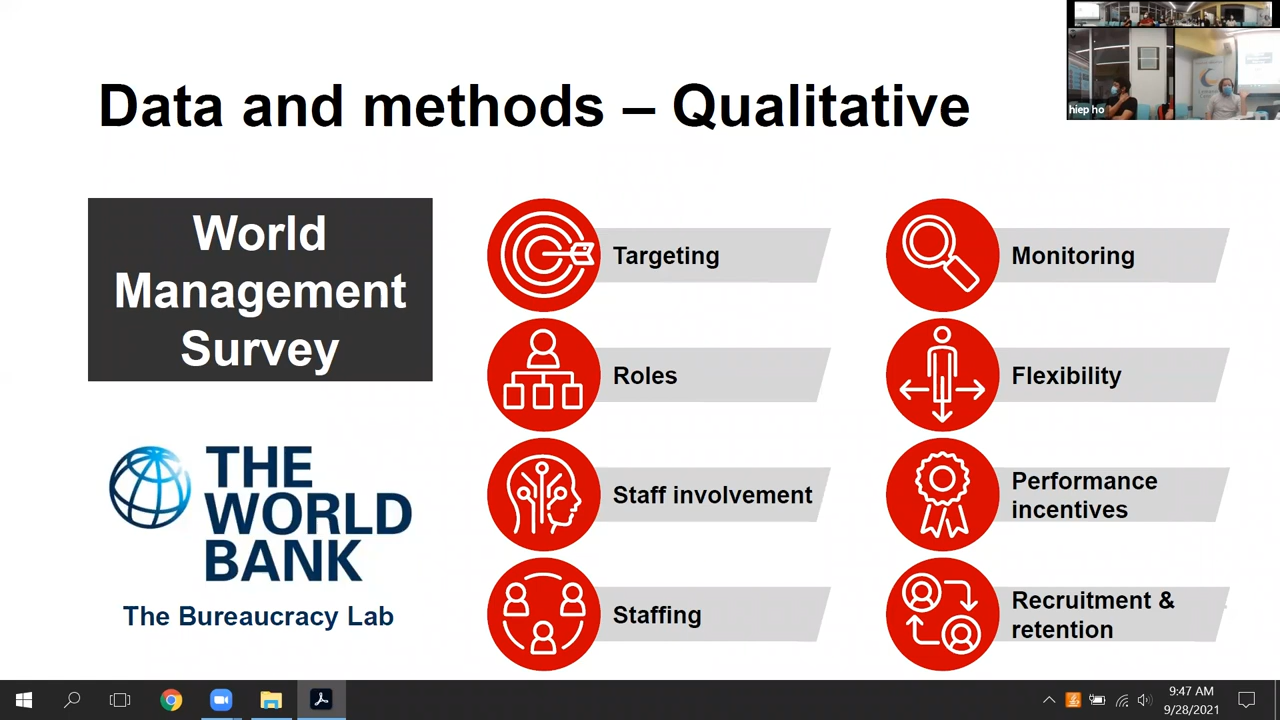 Data and methods – Qualitative
hiep ho
World
Management
Survey
THE
WORLD
BANK
The Bureaucracy Lab
Targeting
Roles
Staff involvement
Staffing
Monitoring
Flexibility
Performance
incentives
Recruitment &
retention
9:47 AM
9/28/2021